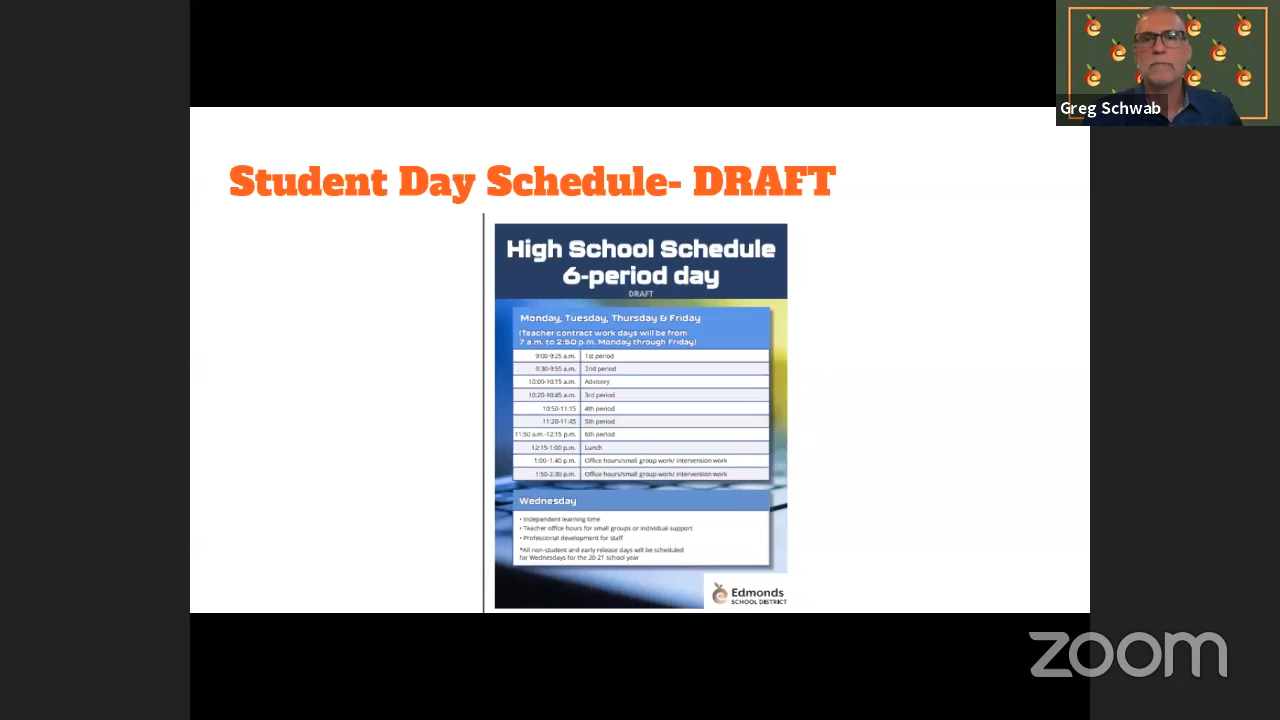 Greg Schwab
Student Day Schedule- DRAFT
High School Schedule
6-period day
DRAFT
Monday, Tuesday, Thursday & Friday
(Teacher contract work days will be from
7 a.m. to 2:50 p.m. Monday through Friday)
9:00-9:25 a.m. 1st period
9:30-9:55 a.m. 2nd period
10:00-10:15 a.m. Advisory
10:20-10:45 a.m. 3rd period
10:50-11:15 4th period
11:20-11:45 5th period
11:50 a.m.-12:15 p.m. 6th period
12:15-1:00 p.m. Lunch
1:00-1:40 p.m. Office hours/small group work/ intervention work
1:50-2:30 p.m. Office hours/small group work/ intervention work
Wednesday
• Independent learning time
• Teacher office hours for small groups or individual support
• Professional development for staff
*All non-student and early release days will be scheduled
for Wednesdays for the 20-21 school year
Edmonds
SCHOOL DISTRICT
zoom